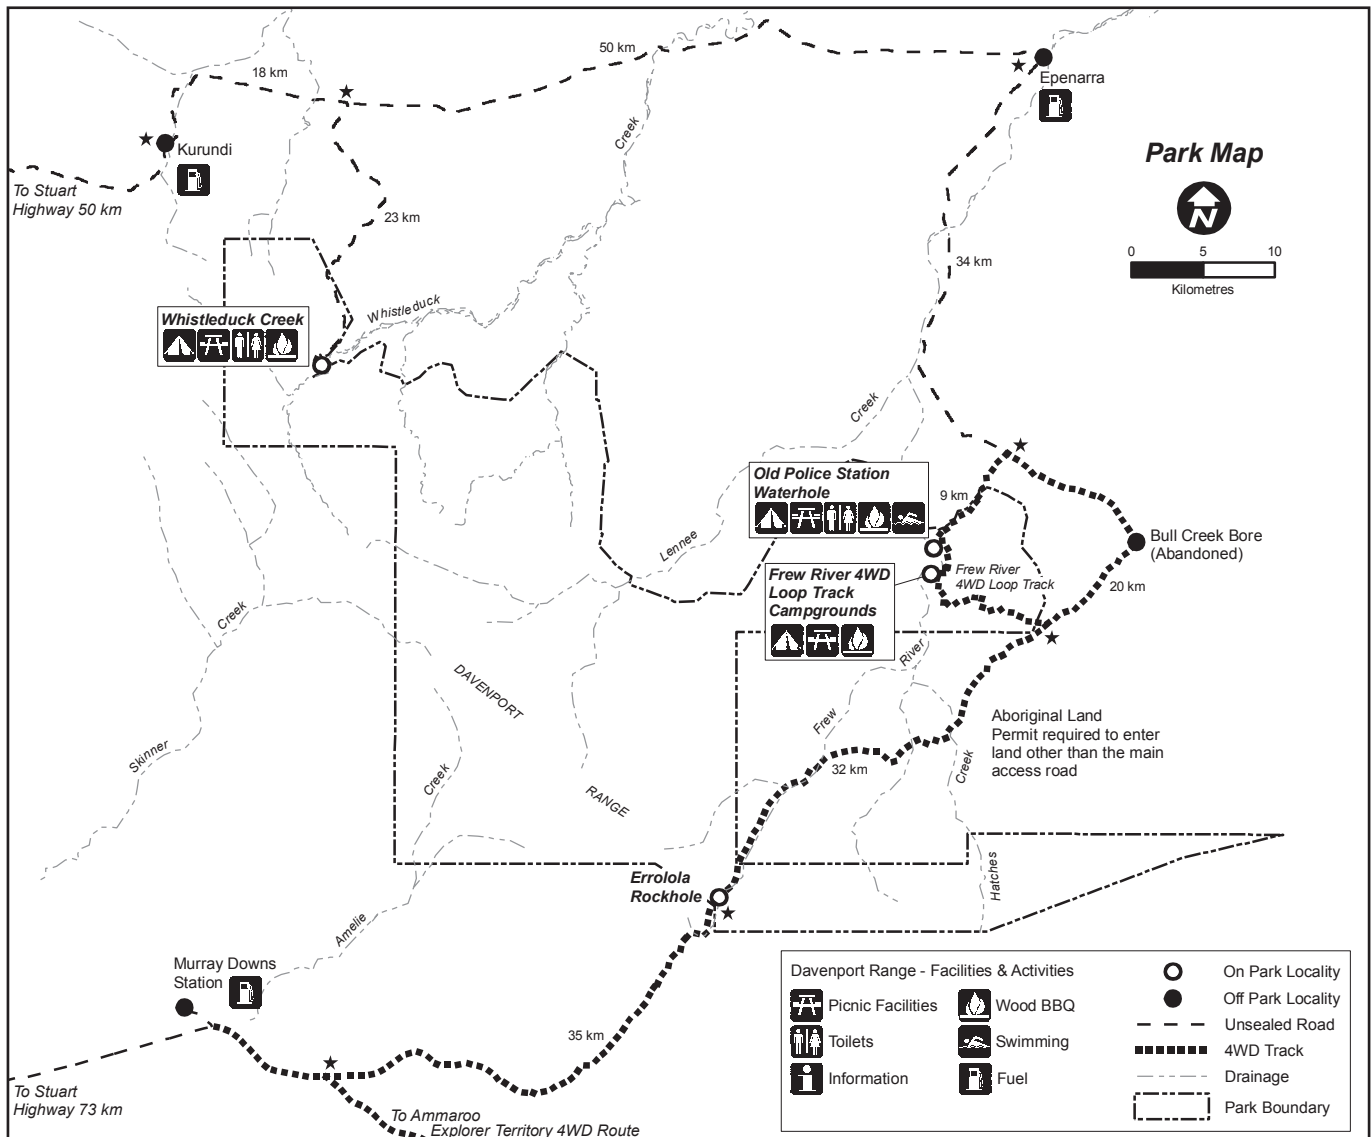 50 km
18 km
Epenarra
Kurundi
To Stuart
Highway 50 km
23 km
Creek
Park Map
N
0 5 10
Kilometres
34 km
Whistleduck
Whistleduck Creek
Creek
Old Police Station
Waterhole
9 km
Bull Creek Bore
(Abandoned)
Lennee
Frew River 4WD
Loop Track
Campgrounds
Frew River
4WD Loop Track
20 km
Creek
River
DAVENPORT
Frew
Aboriginal Land
Permit required to enter
land other than the main
access road
Skinner
Creek
32 km
Creek
RANGE
Errolola
Rockhole
Hatches
Amelie
Murray Downs
Station
35 km
To Stuart
Highway 73 km
To Ammaroo
Explorer Territory 4WD Route
Davenport Range - Facilities & Activities
Picnic Facilities
Wood BBQ
Toilets
Swimming
Information
Fuel
On Park Locality
Off Park Locality
Unsealed Road
4WD Track
Drainage
Park Boundary